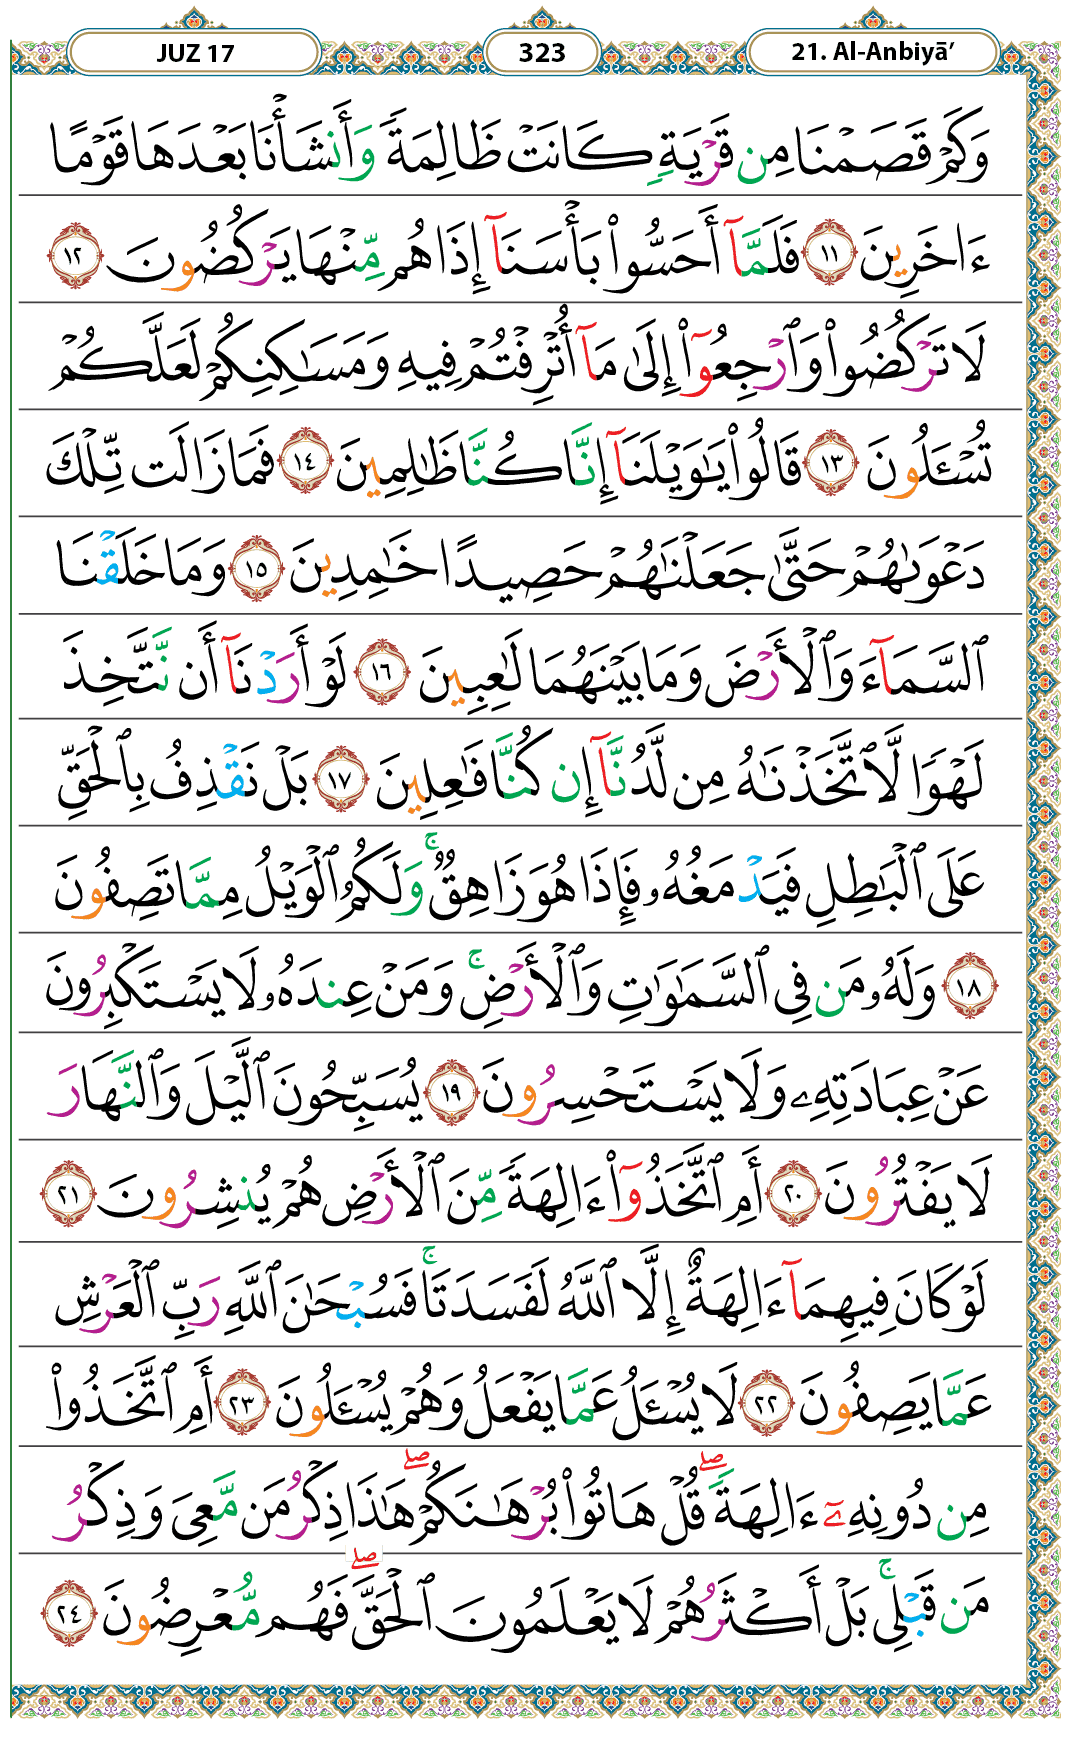 JUZ 17
323
21. Al-Anbiyā’
وَكَمْ قَصَمْنَا مِن قَرْيَةٍ كَانَتْ ظَالِمَةً وَأَنشَأْنَا بَعْدَهَا قَوْمًا
ءَاخَرِينَ ١١ فَلَمَّآ أَحَسُّوا۟ بَأْسَنَآ إِذَا هُم مِّنْهَا يَرْكُضُونَ ١٢
لَا تَرْكُضُوا۟ وَٱرْجِعُوٓا۟ إِلَىٰ مَآ أُتْرِفْتُمْ فِيهِ وَمَسَٰكِنِكُمْ لَعَلَّكُمْ
تُسْـَٔلُونَ ١٣ قَالُوا۟ يَٰوَيْلَنَآ إِنَّا كُنَّا ظَٰلِمِينَ ١٤ فَمَا زَالَت تِّلْكَ
دَعْوَىٰهُمْ حَتَّىٰ جَعَلْنَٰهُمْ حَصِيدًا خَٰمِدِينَ ١٥ وَمَا خَلَقْنَا
ٱلسَّمَآءَ وَٱلْأَرْضَ وَمَا بَيْنَهُمَا لَٰعِبِينَ ١٦ لَوْ أَرَدْنَآ أَن نَّتَّخِذَ
لَهْوًا لَّٱتَّخَذْنَٰهُ مِن لَّدُنَّآ إِن كُنَّا فَٰعِلِينَ ١٧ بَلْ نَقْذِفُ بِٱلْحَقِّ
عَلَى ٱلْبَٰطِلِ فَيَدْمَغُهُۥ فَإِذَا هُوَ زَاهِقٌ ۚ وَلَكُمُ ٱلْوَيْلُ مِمَّا تَصِفُونَ
١٨ وَلَهُۥ مَن فِى ٱلسَّمَٰوَٰتِ وَٱلْأَرْضِ ۚ وَمَنْ عِندَهُۥ لَا يَسْتَكْبِرُونَ
عَنْ عِبَادَتِهِۦ وَلَا يَسْتَحْسِرُونَ ١٩ يُسَبِّحُونَ ٱلَّيْلَ وَٱلنَّهَارَ
لَا يَفْتُرُونَ ٢٠ أَمِ ٱتَّخَذُوٓا۟ ءَالِهَةً مِّنَ ٱلْأَرْضِ هُمْ يُنشِرُونَ ٢١
لَوْ كَانَ فِيهِمَآ ءَالِهَةٌ إِلَّا ٱللَّهُ لَفَسَدَتَا ۚ فَسُبْحَٰنَ ٱللَّهِ رَبِّ ٱلْعَرْشِ
عَمَّا يَصِفُونَ ٢٢ لَا يُسْـَٔلُ عَمَّا يَفْعَلُ وَهُمْ يُسْـَٔلُونَ ٢٣ أَمِ ٱتَّخَذُوا۟
مِن دُونِهِۦٓ ءَالِهَةً ۖ قُلْ هَاتُوا۟ بُرْهَٰنَكُمْ ۖ هَٰذَا ذِكْرُ مَن مَّعِىَ وَذِكْرُ
مَن قَبْلِى ۚ بَلْ أَكْثَرُهُمْ لَا يَعْلَمُونَ ٱلْحَقَّ ۖ فَهُم مُّعْرِضُونَ ٢٤